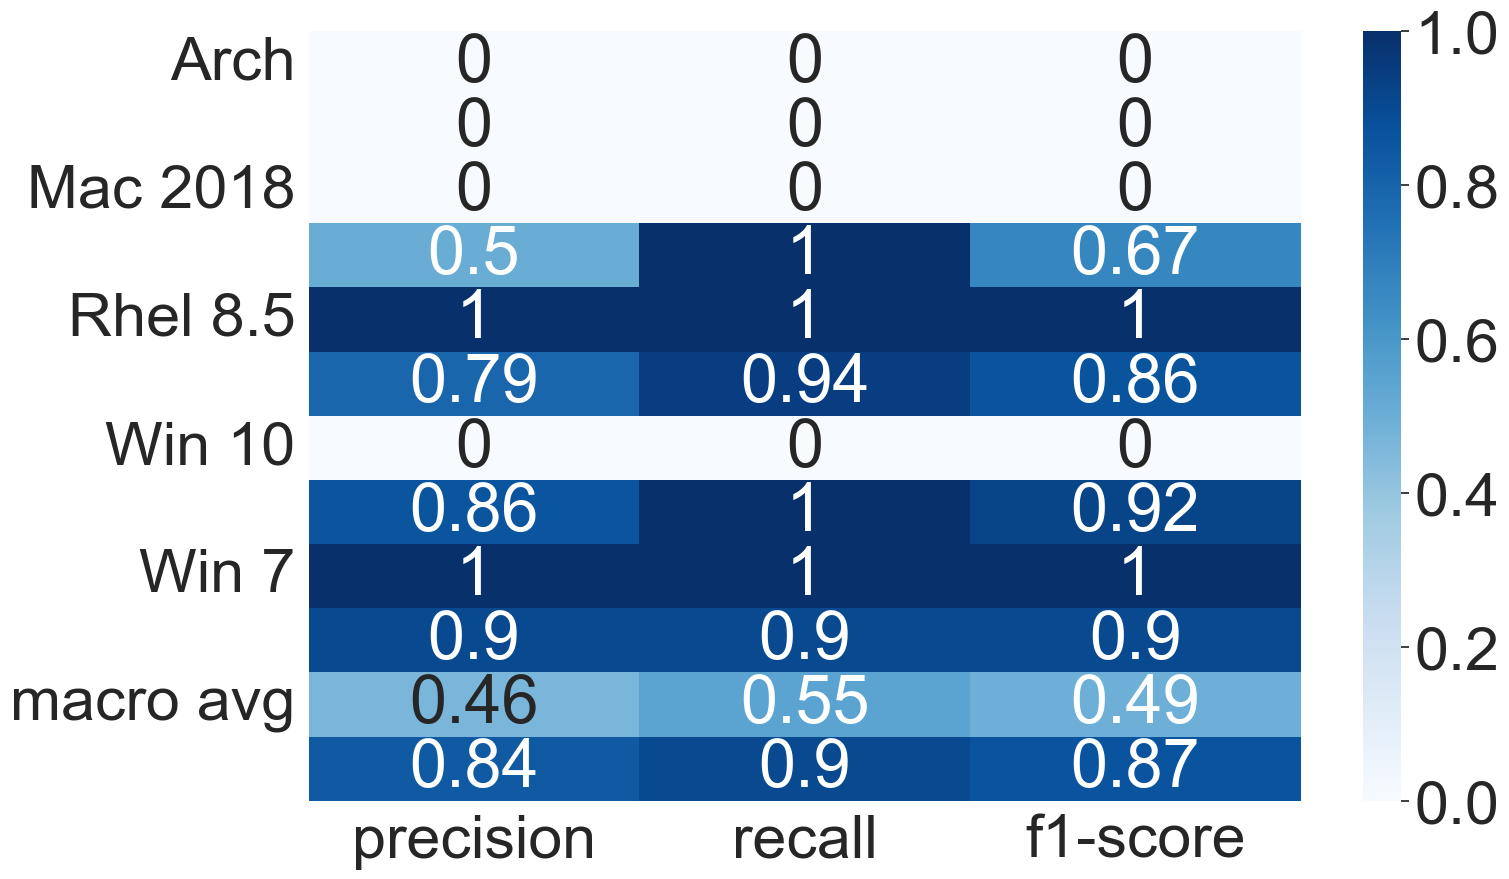 Arch 0 0 0
0 0 0
Mac 2018 0 0 0
0.5 1 0.67
Rhel 8.5 1 1 1
0.79 0.94 0.86
Win 10 0 0 0
0.86 1 0.92
Win 7 1 1 1
0.9 0.9 0.9
macro avg 0.46 0.55 0.49
0.84 0.9 0.87
precision recall f1-score
1.0
0.8
0.6
0.4
0.2
0.0